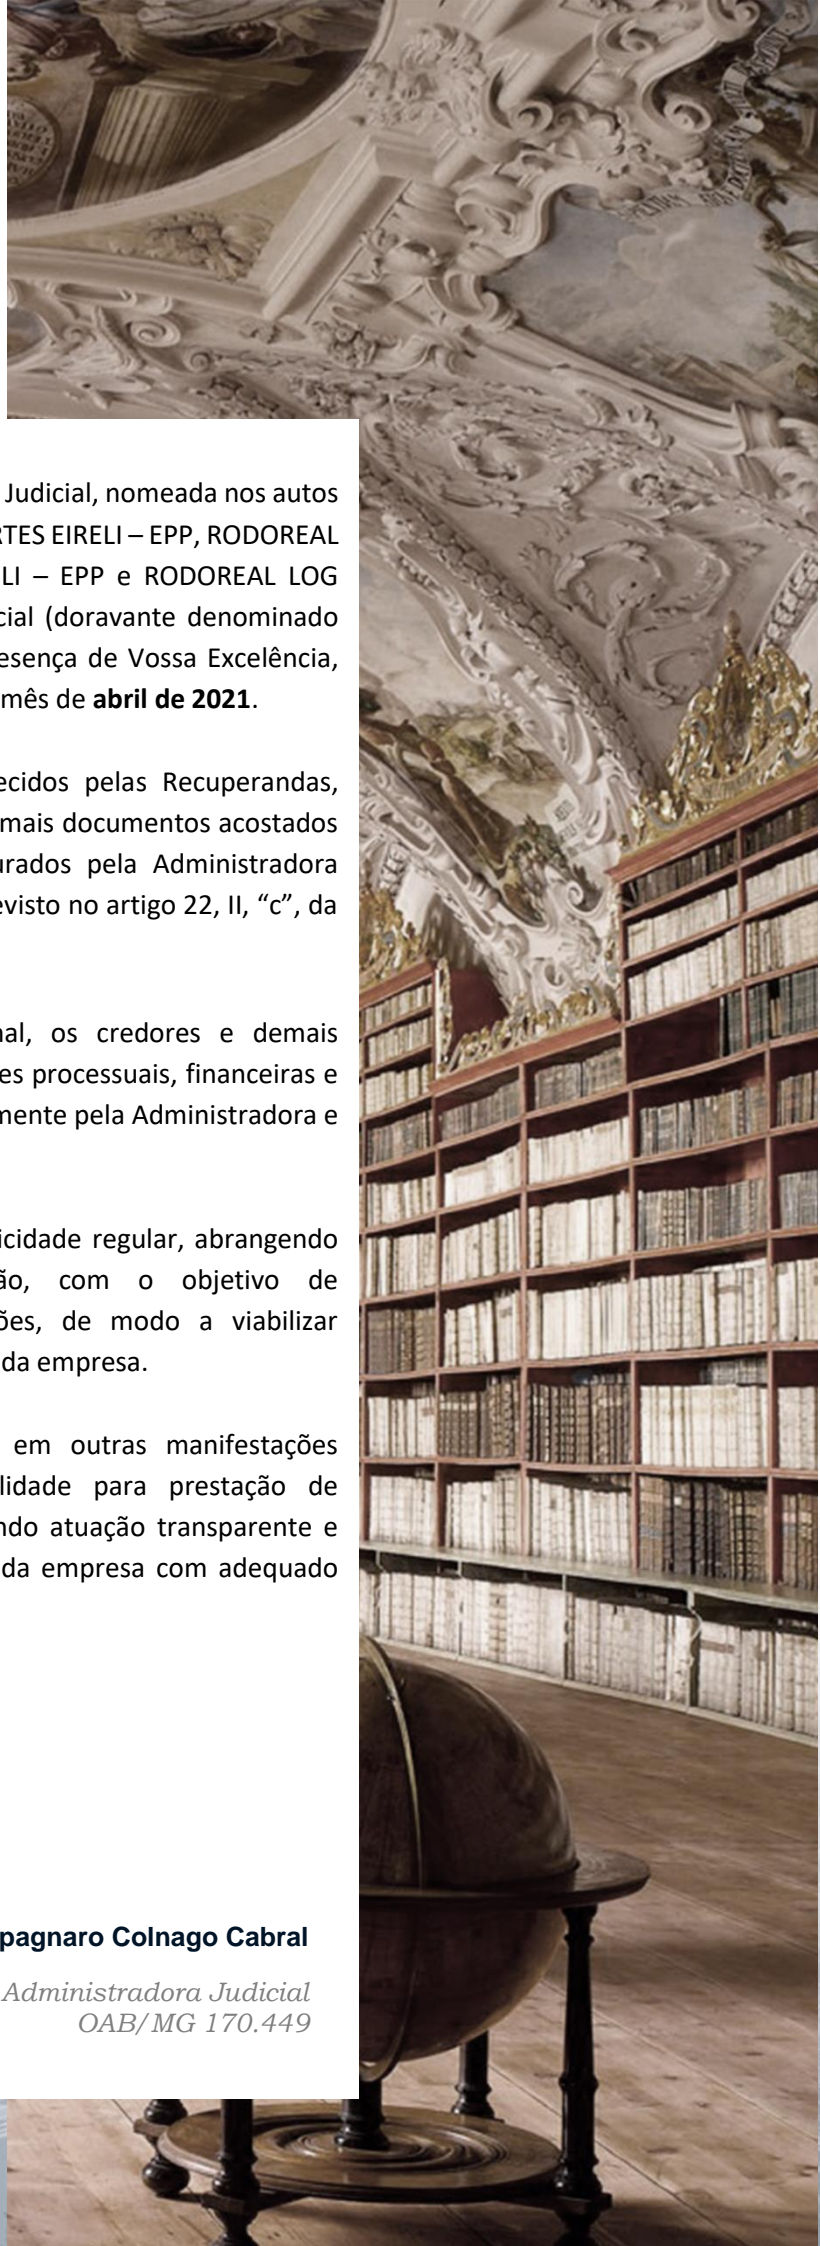 Judicial, nomeada nos autos
RTES EIRELI – EPP, RODOREAL
LI – EPP e RODOREAL LOG
cial (doravante denominado
esença de Vossa Excelência,
mês de abril de 2021.
ecidos pelas Recuperandas,
mais documentos acostados
urados pela Administradora
evisto no artigo 22, II, “c”, da
nal, os credores e demais
es processuais, financeiras e
mente pela Administradora e
icidade regular, abrangendo
ão, com o objetivo de
ões, de modo a viabilizar
da empresa.
em outras manifestações
lidade para prestação de
ndo atuação transparente e
da empresa com adequado
pagnaro Colnago Cabral
Administradora Judicial
OAB/MG 170.449